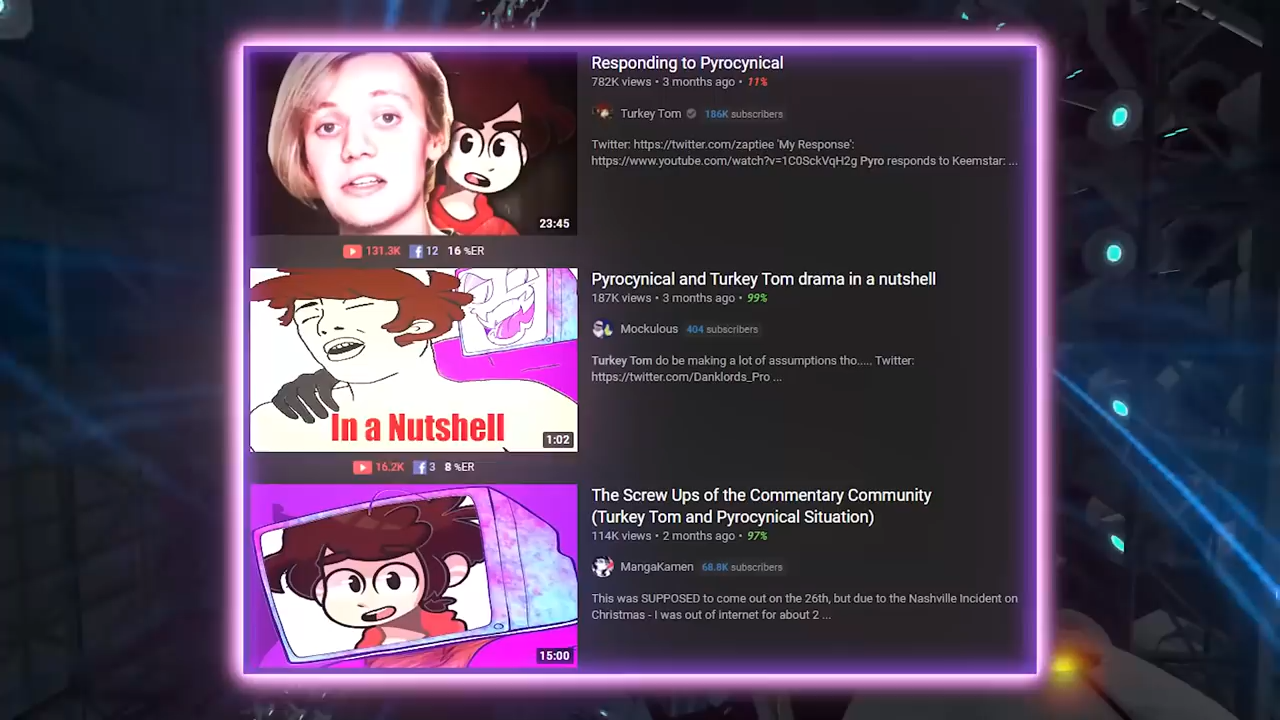 Responding to Pyrocynical
782K views • 3 months ago • 11%
Turkey Tom 186K subscribers
Twitter: https://twitter.com/zaptiee 'My Response':
https://www.youtube.com/watch?v=1C0SckVqH2g Pyro responds to Keemstar: ...
23:45
131.3K 12 16 %ER
Pyrocynical and Turkey Tom drama in a nutshell
187K views • 3 months ago • 99%
Mockulous 404 subscribers
Turkey Tom do be making a lot of assumptions tho..... Twitter:
https://twitter.com/Danklords_Pro ...
In a Nutshell
1:02
16.2K 3 8 %ER
The Screw Ups of the Commentary Community
(Turkey Tom and Pyrocynical Situation)
114K views • 2 months ago • 97%
MangaKamen 68.8K subscribers
This was SUPPOSED to come out on the 26th, but due to the Nashville Incident on
Christmas - I was out of internet for about 2 ...
15:00